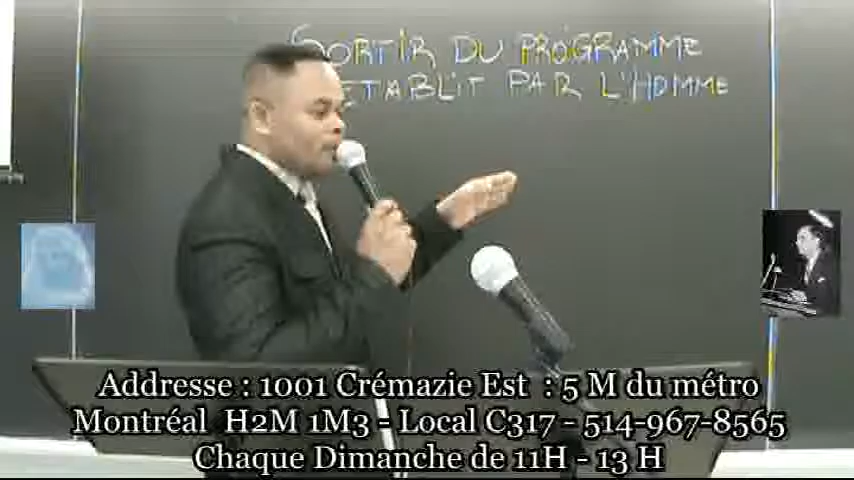 SORTIR DU PROGRAMME
ETABLIT PAR L'HOMME
Addresse : 1001 Crémazie Est : 5 M du métro
Montréal H2M 1M3 - Local C317 - 514-967-8565
Chaque Dimanche de 11H - 13 H